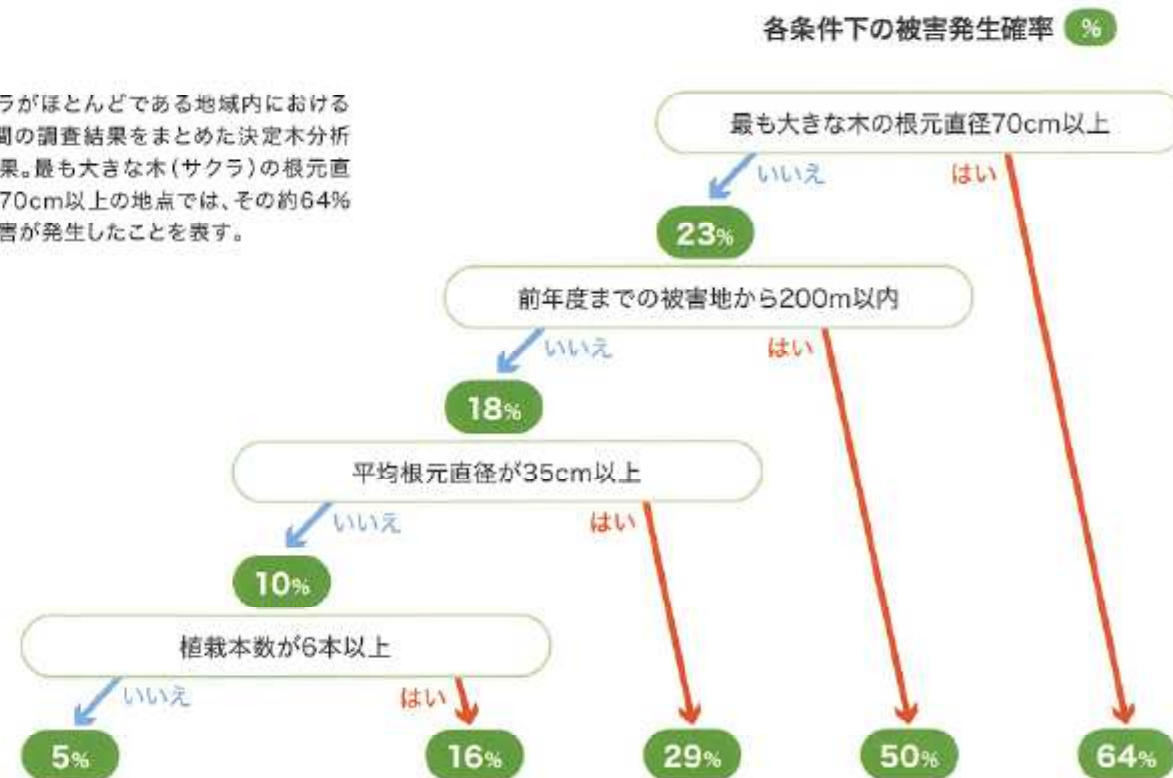 各条件下の被害発生確率 %
ラがほとんどである地域内における
間の調査結果をまとめた決定木分析
果。最も大きな木(サクラ)の根元直
70cm以上の地点では、その約64%
害が発生したことを表す。
最も大きな木の根元直径70cm以上
いいえ はい
23%
前年度までの被害地から200m以内
いいえ はい
18%
平均根元直径が35cm以上
いいえ はい
10%
植栽本数が6本以上
いいえ はい
5% 16% 29% 50% 64%